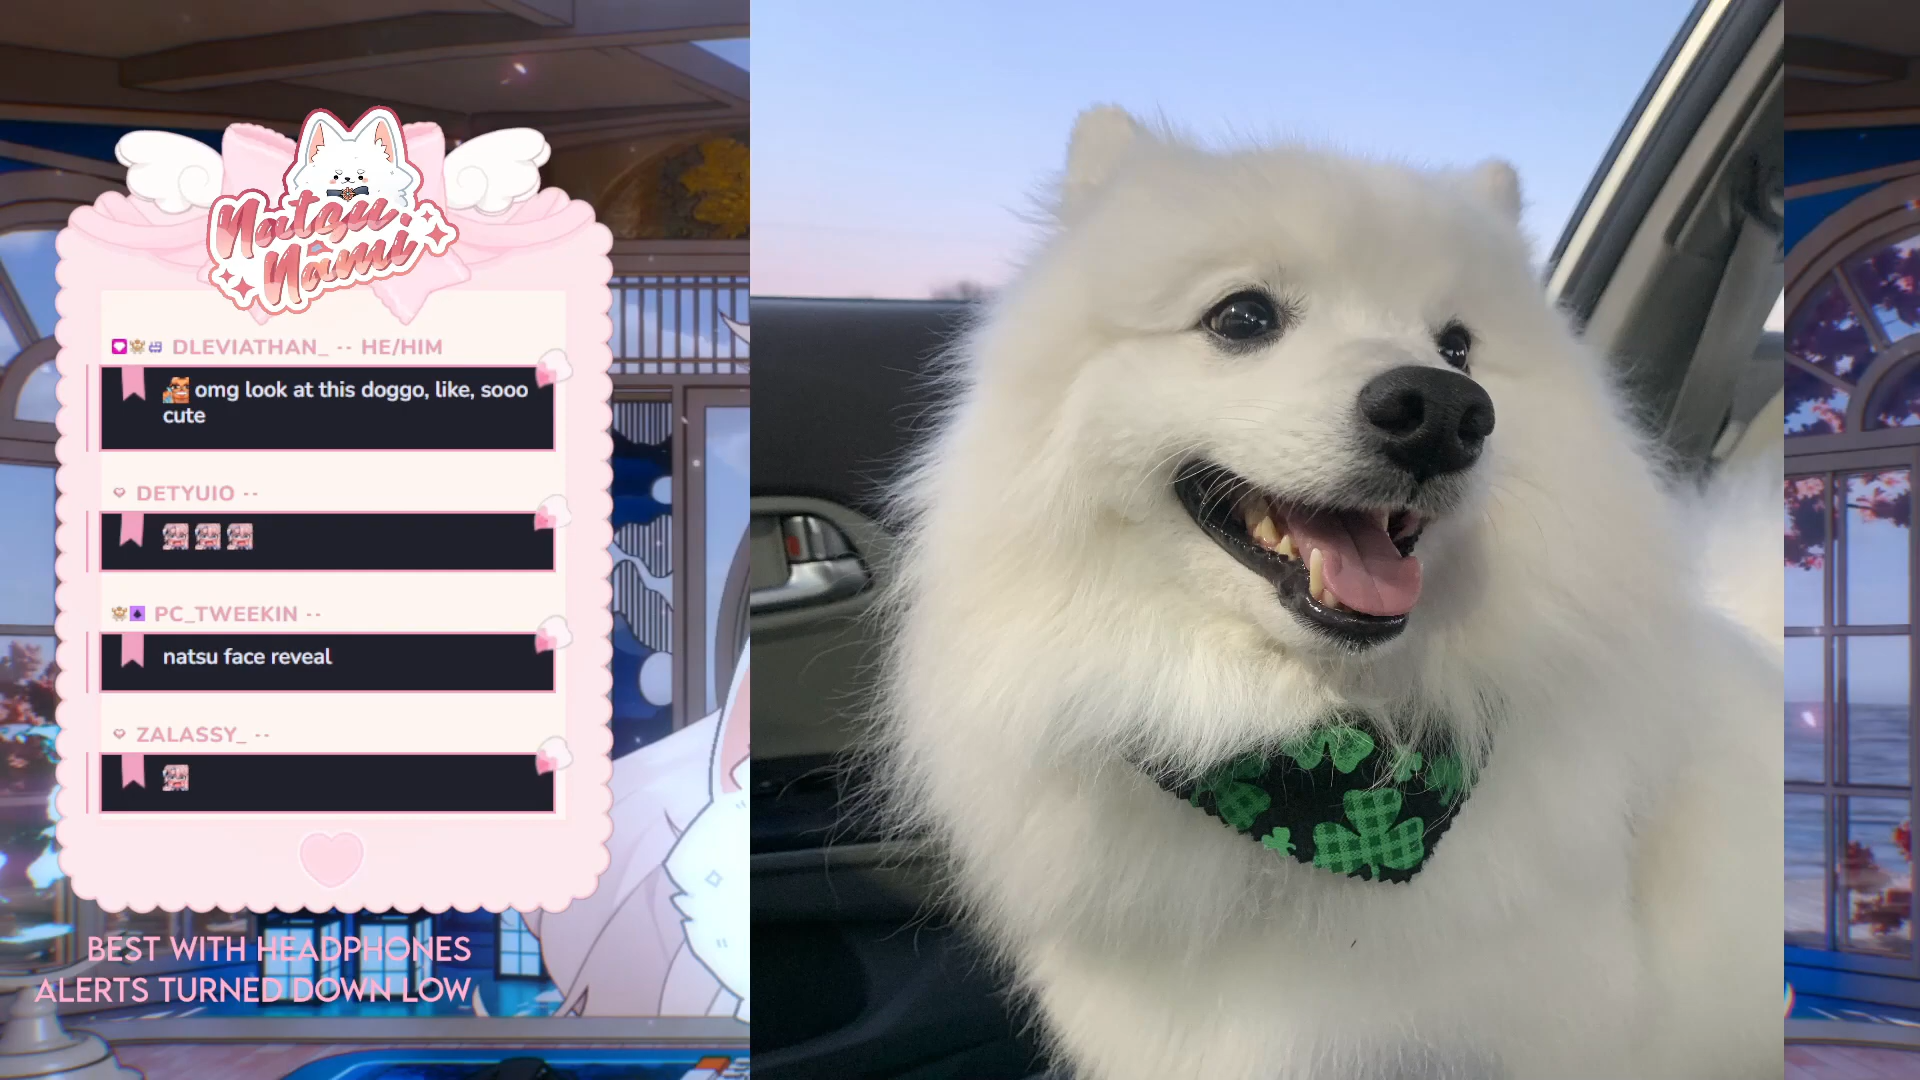 Natsu
Nami
DLEVIATHAN_ -- HE/HIM
omg look at this doggo, like, sooo
cute
DETYUIO --
PC_TWEEKIN --
natsu face reveal
ZALASSY_ --
BEST WITH HEADPHONES
ALERTS TURNED DOWN LOW